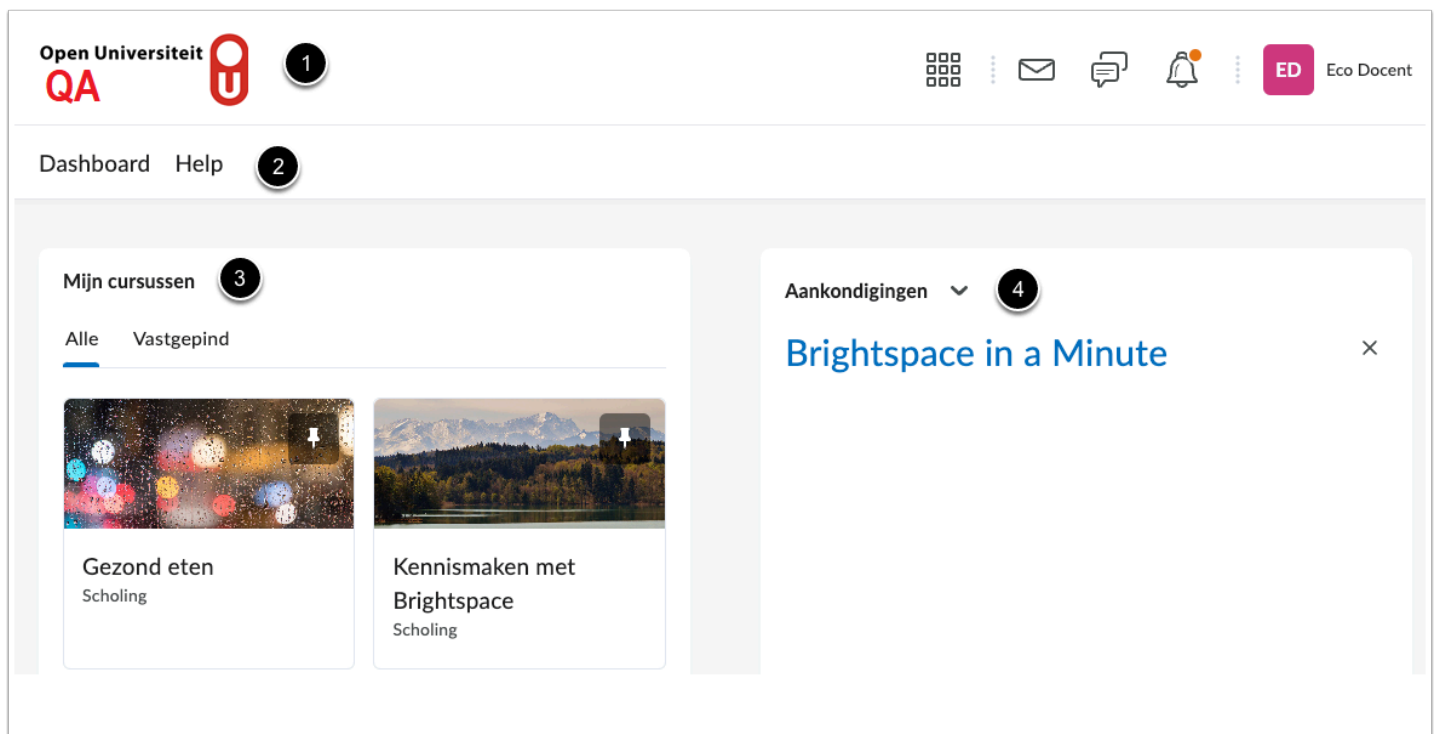 Open Universiteit
QA
U
1
ED
Eco Docent
Dashboard Help
2
Mijn cursussen
3
Alle Vastgepind
Gezond eten
Scholing
Kennismaken met
Brightspace
Scholing
Aankondigingen
4
Brightspace in a Minute